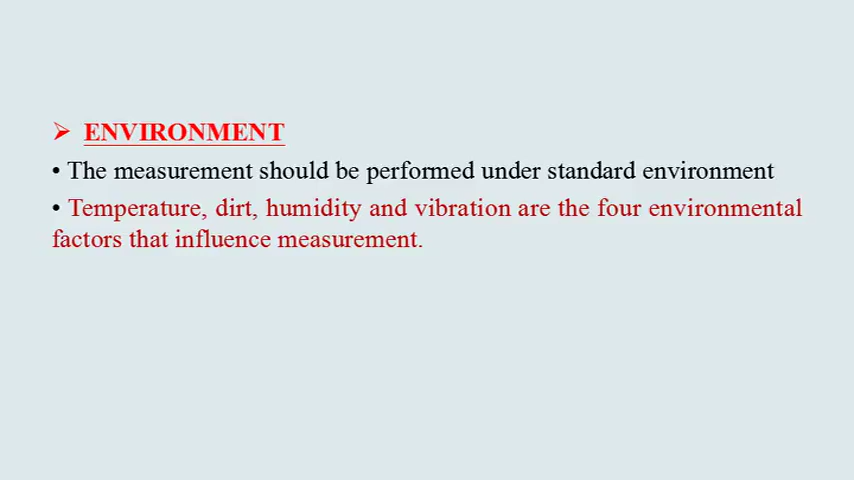 ➢ ENVIRONMENT
• The measurement should be performed under standard environment
• Temperature, dirt, humidity and vibration are the four environmental
factors that influence measurement.